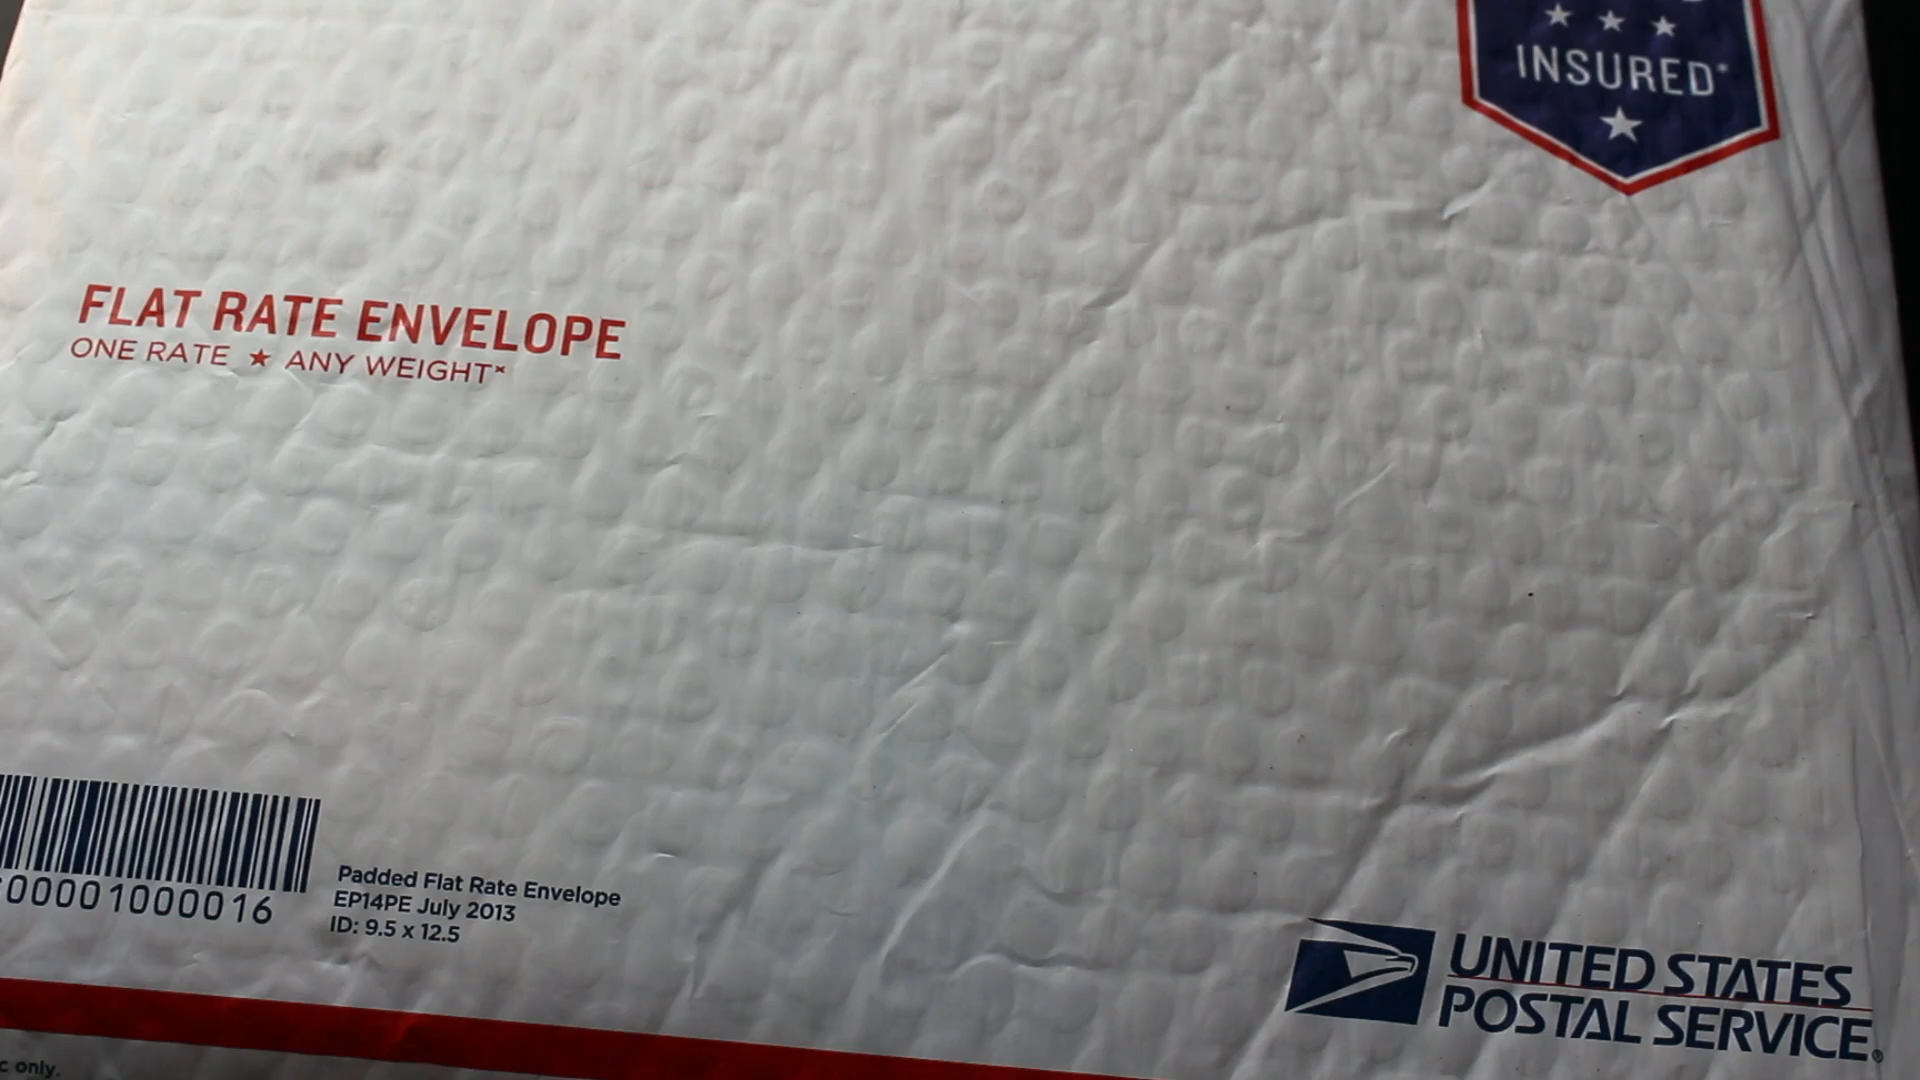 INSURED*
FLAT RATE ENVELOPE
ONE RATE ★ ANY WEIGHT*
00001000016
Padded Flat Rate Envelope
EP14PE July 2013
ID: 9.5 x 12.5
UNITED STATES
POSTAL SERVICE®
only.